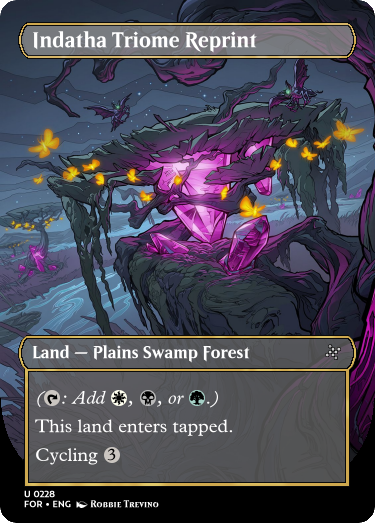 Indatha Triome Reprint
Land — Plains Swamp Forest
(: Add , , or .)
This land enters tapped.
Cycling 3
U 0228
FOR • ENG Robbie Trevino